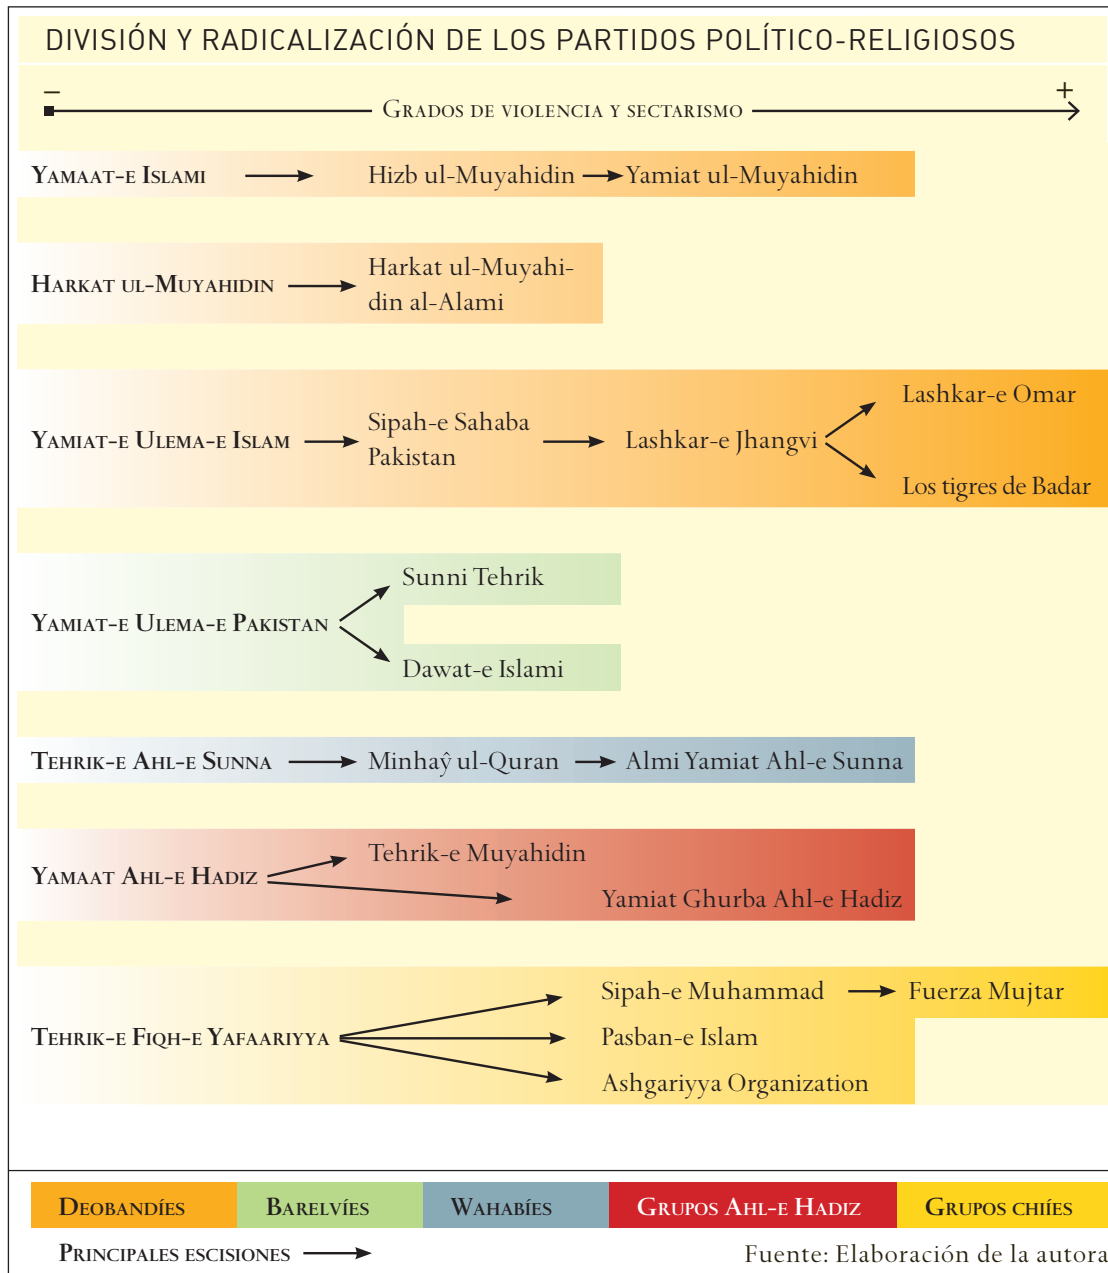 DIVISIÓN Y RADICALIZACIÓN DE LOS PARTIDOS POLÍTICO-RELIGIOSOS
− +
GRADOS DE VIOLENCIA Y SECTARISMO
YAMAAT-E ISLAMI Hizb ul-Muyahidin Yamiat ul-Muyahidin
HARKAT UL-MUYAHIDIN Harkat ul-Muyahi-
din al-Alami
YAMIAT-E ULEMA-E ISLAM Sipah-e Sahaba
Pakistan
Lashkar-e Jhangvi
Lashkar-e Omar
Los tigres de Badar
YAMIAT-E ULEMA-E PAKISTAN
Sunni Tehrik
Dawat-e Islami
TEHRIK-E AHL-E SUNNA Minhaŷ ul-Quran Almi Yamiat Ahl-e Sunna
YAMAAT AHL-E HADIZ
Tehrik-e Muyahidin
Yamiat Ghurba Ahl-e Hadiz
TEHRIK-E FIQH-E YAFAARIYYA
Sipah-e Muhammad Fuerza Mujtar
Pasban-e Islam
Ashgariyya Organization
DEOBANDÍES BARELVÍES WAHABÍES GRUPOS AHL-E HADIZ GRUPOS CHIÍES
PRINCIPALES ESCISIONES Fuente: Elaboración de la autora